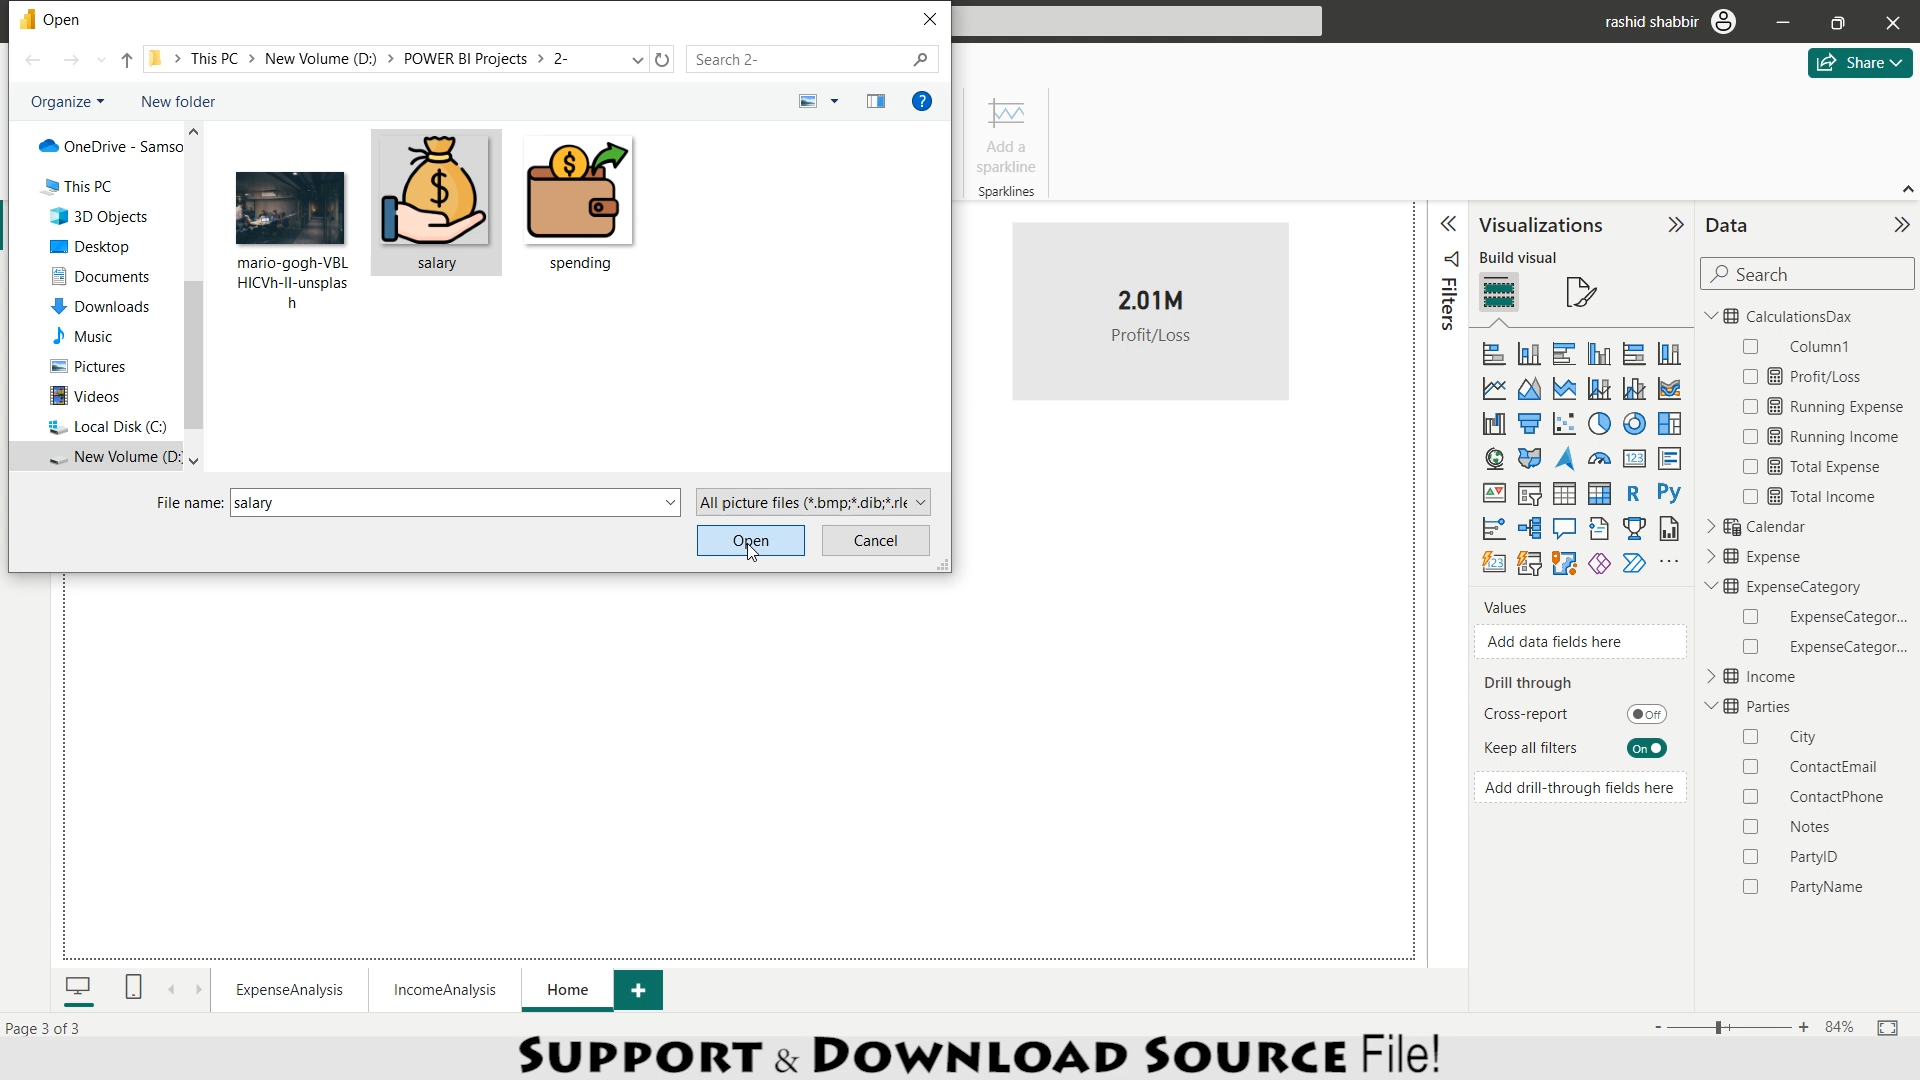 Open
rashid shabbir
This PC
New Volume (D:)
POWER BI Projects
2-
Search 2-
Share
Organize
New folder
OneDrive - Samso
This PC
3D Objects
Desktop
Documents
Downloads
Music
Pictures
Videos
Local Disk (C:)
New Volume (D:
mario-gogh-VBL
HICVh-lI-unsplas
h
salary
spending
File name:
salary
All picture files (*.bmp;*.dib;*.rle
Open
Cancel
Add a
sparkline
Sparklines
2.01M
Profit/Loss
Filters
Visualizations
Build visual
Values
Add data fields here
Drill through
Cross-report
Off
Keep all filters
On
Add drill-through fields here
Data
Search
CalculationsDax
Column1
Profit/Loss
Running Expense
Running Income
Total Expense
Total Income
Calendar
Expense
ExpenseCategory
ExpenseCategor...
ExpenseCategor...
Income
Parties
City
ContactEmail
ContactPhone
Notes
PartyID
PartyName
ExpenseAnalysis
IncomeAnalysis
Home
Page 3 of 3
84%
Support & Download Source File!